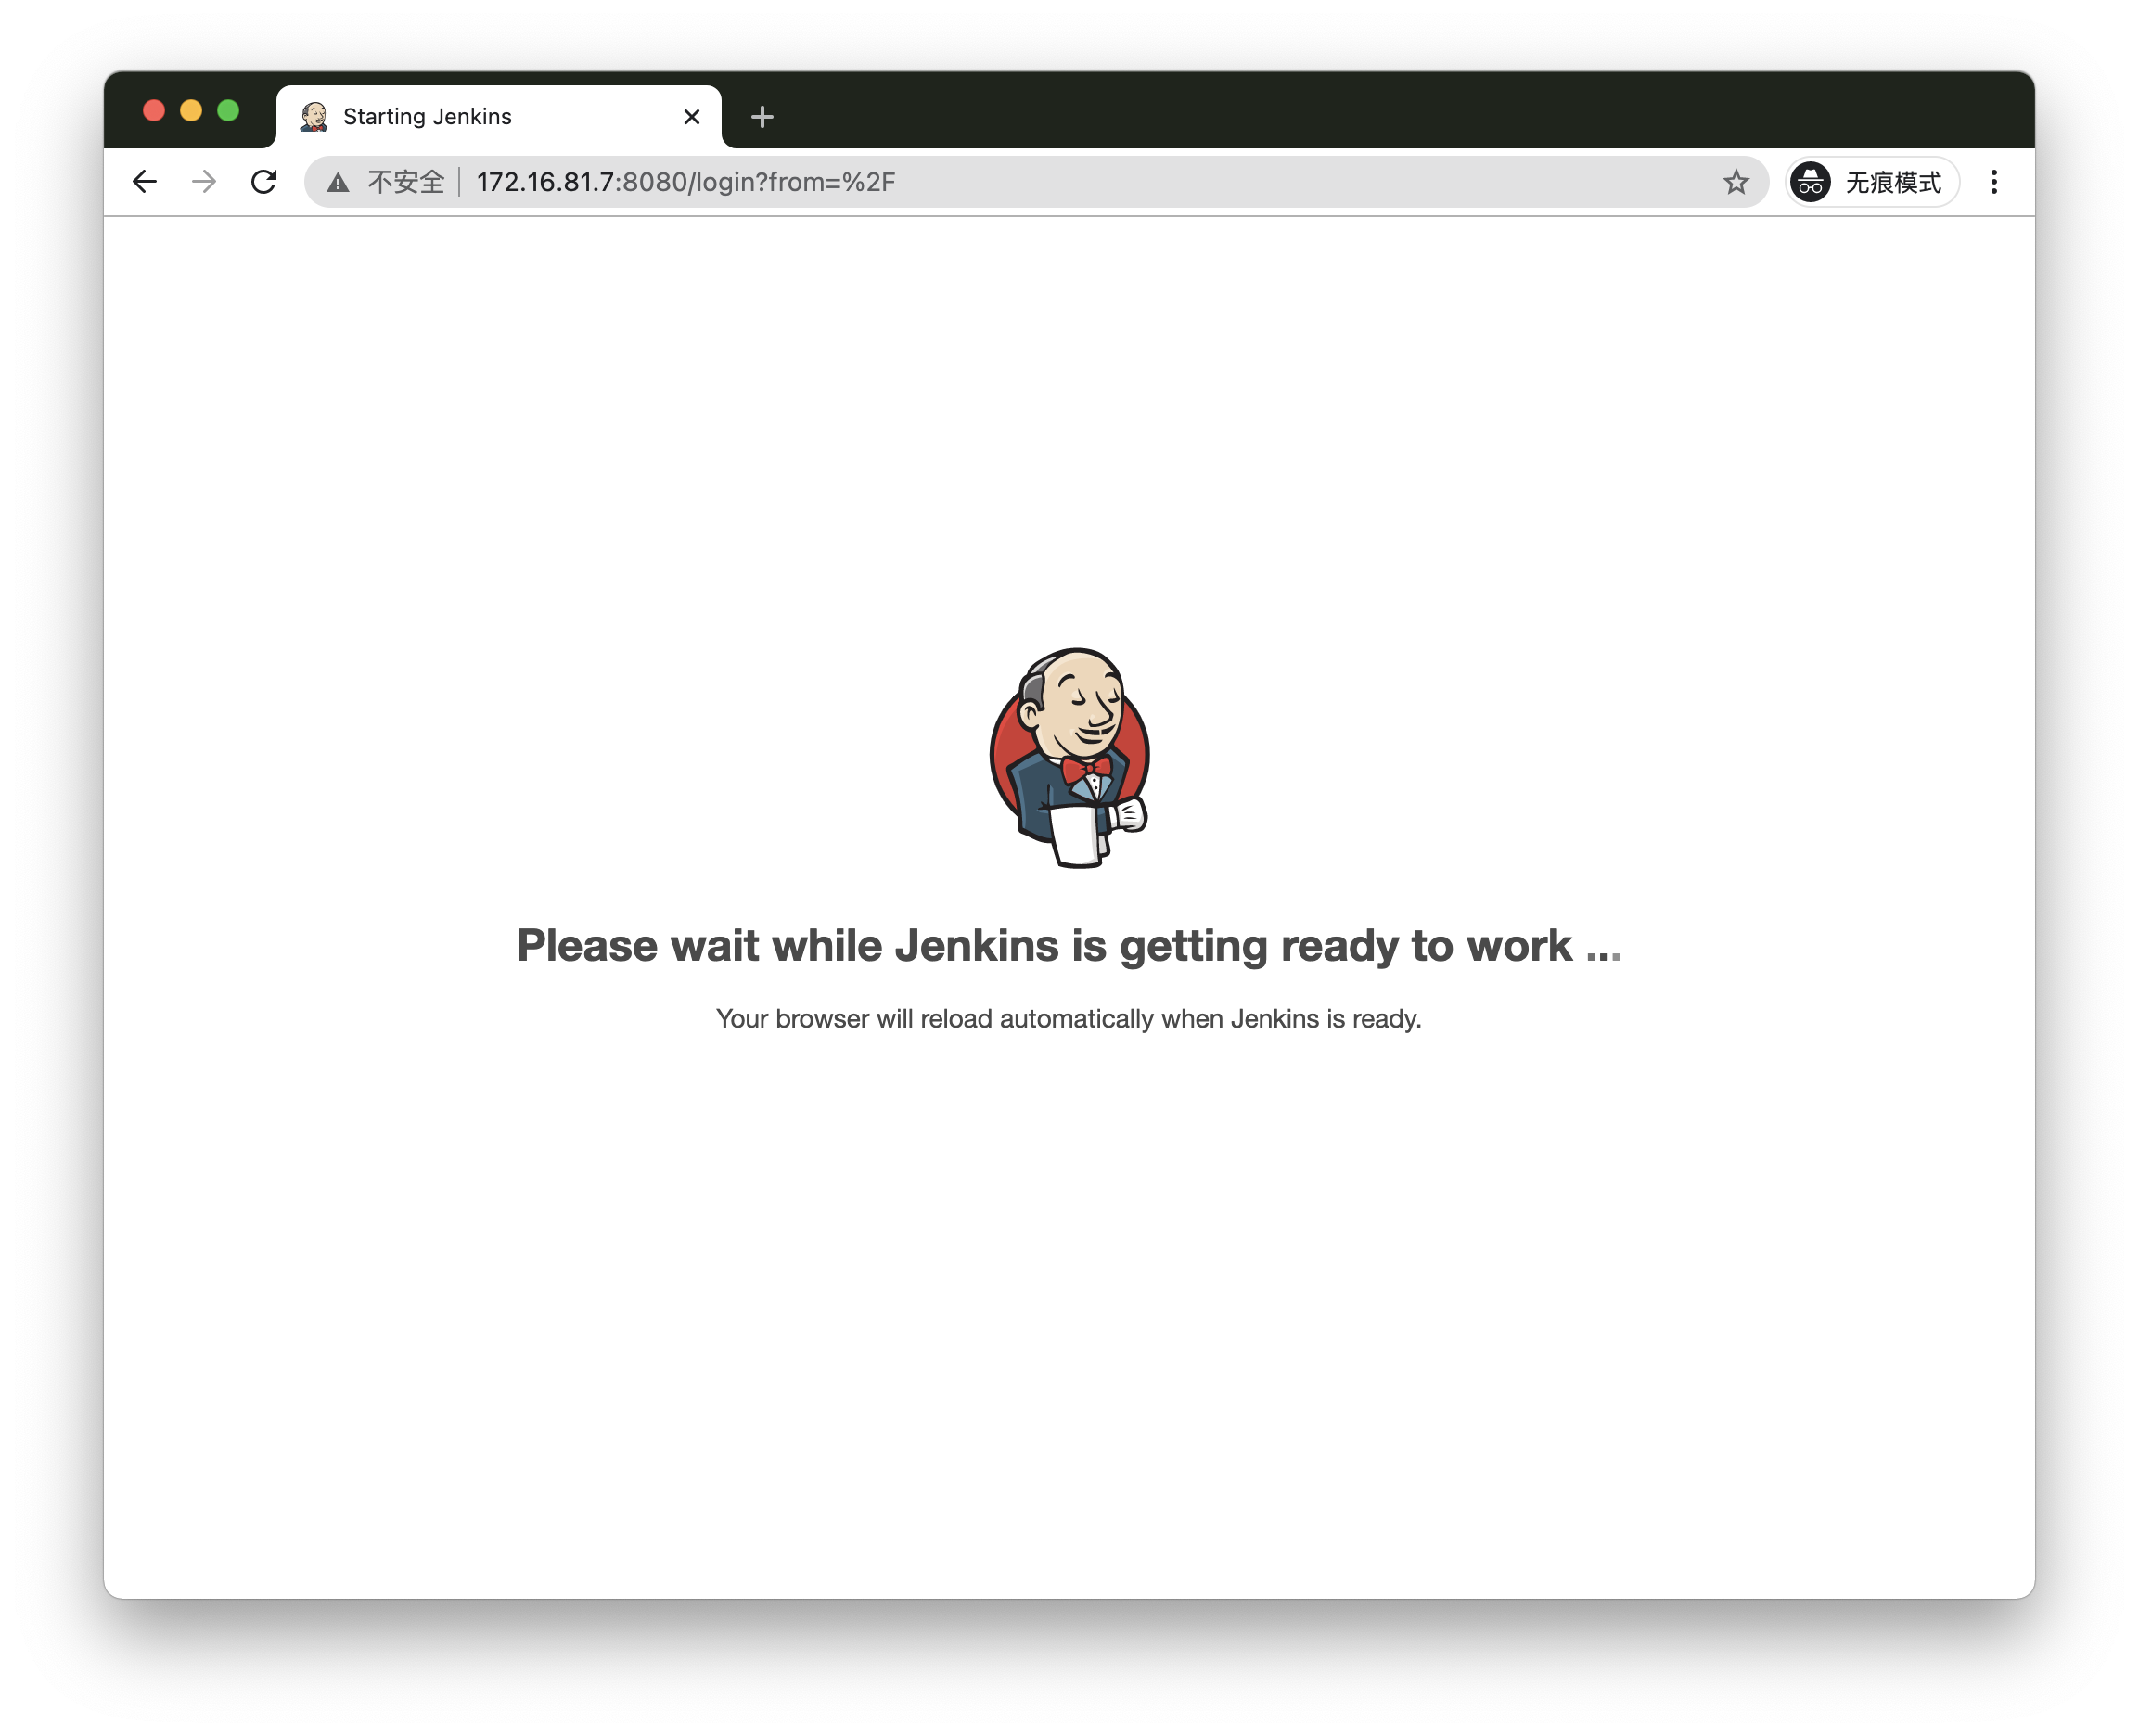 Starting Jenkins
不安全 172.16.81.7:8080/login?from=%2F 无痕模式
Please wait while Jenkins is getting ready to work ...
Your browser will reload automatically when Jenkins is ready.